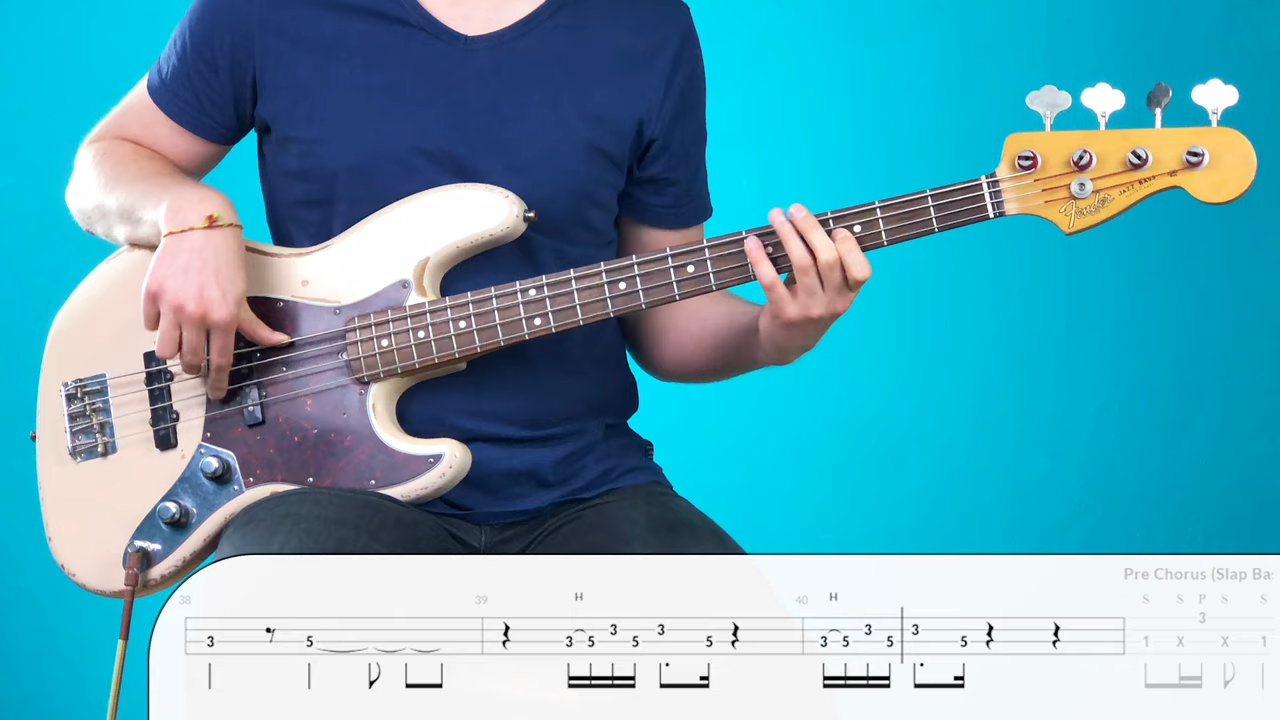 Fender JAZZ BASS
Pre Chorus (Slap Ba
38 39 H 40 H S S P S S
3
3 3 3 3
3 5 3 5 5 5 3 5 5 5 1 X X 1